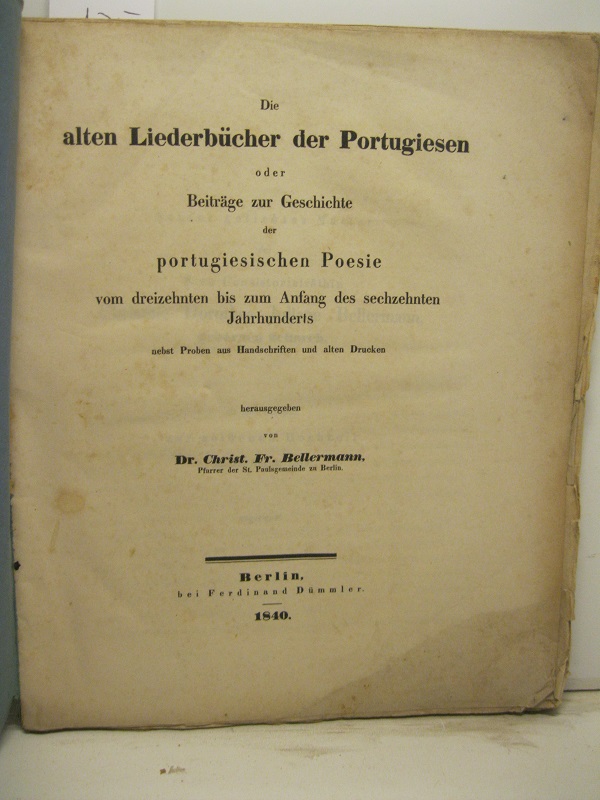 Die
alten Liederbücher der Portugiesen
oder
Beiträge zur Geschichte
der
portugiesischen Poesie
vom dreizehnten bis zum Anfang des sechzehnten
Jahrhunderts
nebst Proben aus Handschriften und alten Drucken
herausgegeben
von
Dr. Christ. Fr. Bellermann,
Pfarrer der St. Paulsgemeinde zu Berlin.
Berlin,
bei Ferdinand Dümmler.
1840.